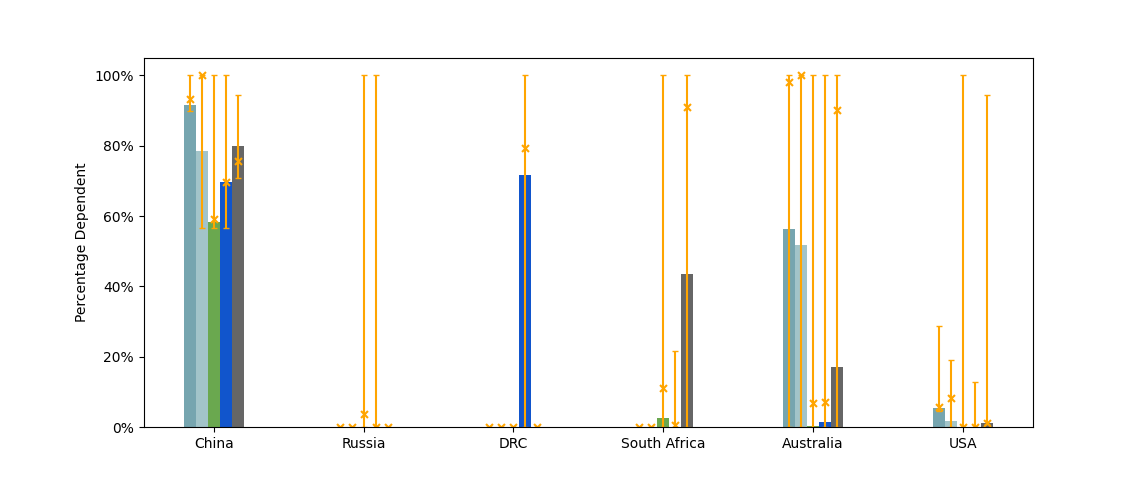 100%
80%
60%
40%
20%
0%
Percentage Dependent
China
Russia
DRC
South Africa
Australia
USA